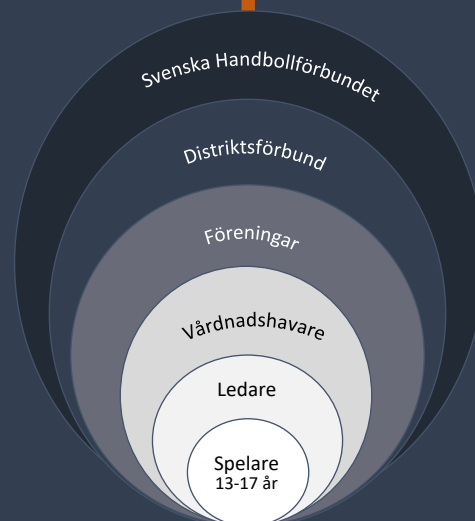 Svenska Handbollförbundet
Distriktsförbund
Föreningar
Vårdnadshavare
Ledare
Spelare
13-17 år